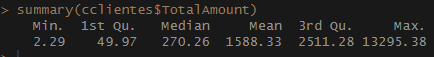 > summary(cclientes$TotalAmount)
Min. 1st Qu. Median Mean 3rd Qu. Max.
2.29 49.97 270.26 1588.33 2511.28 13295.38
>